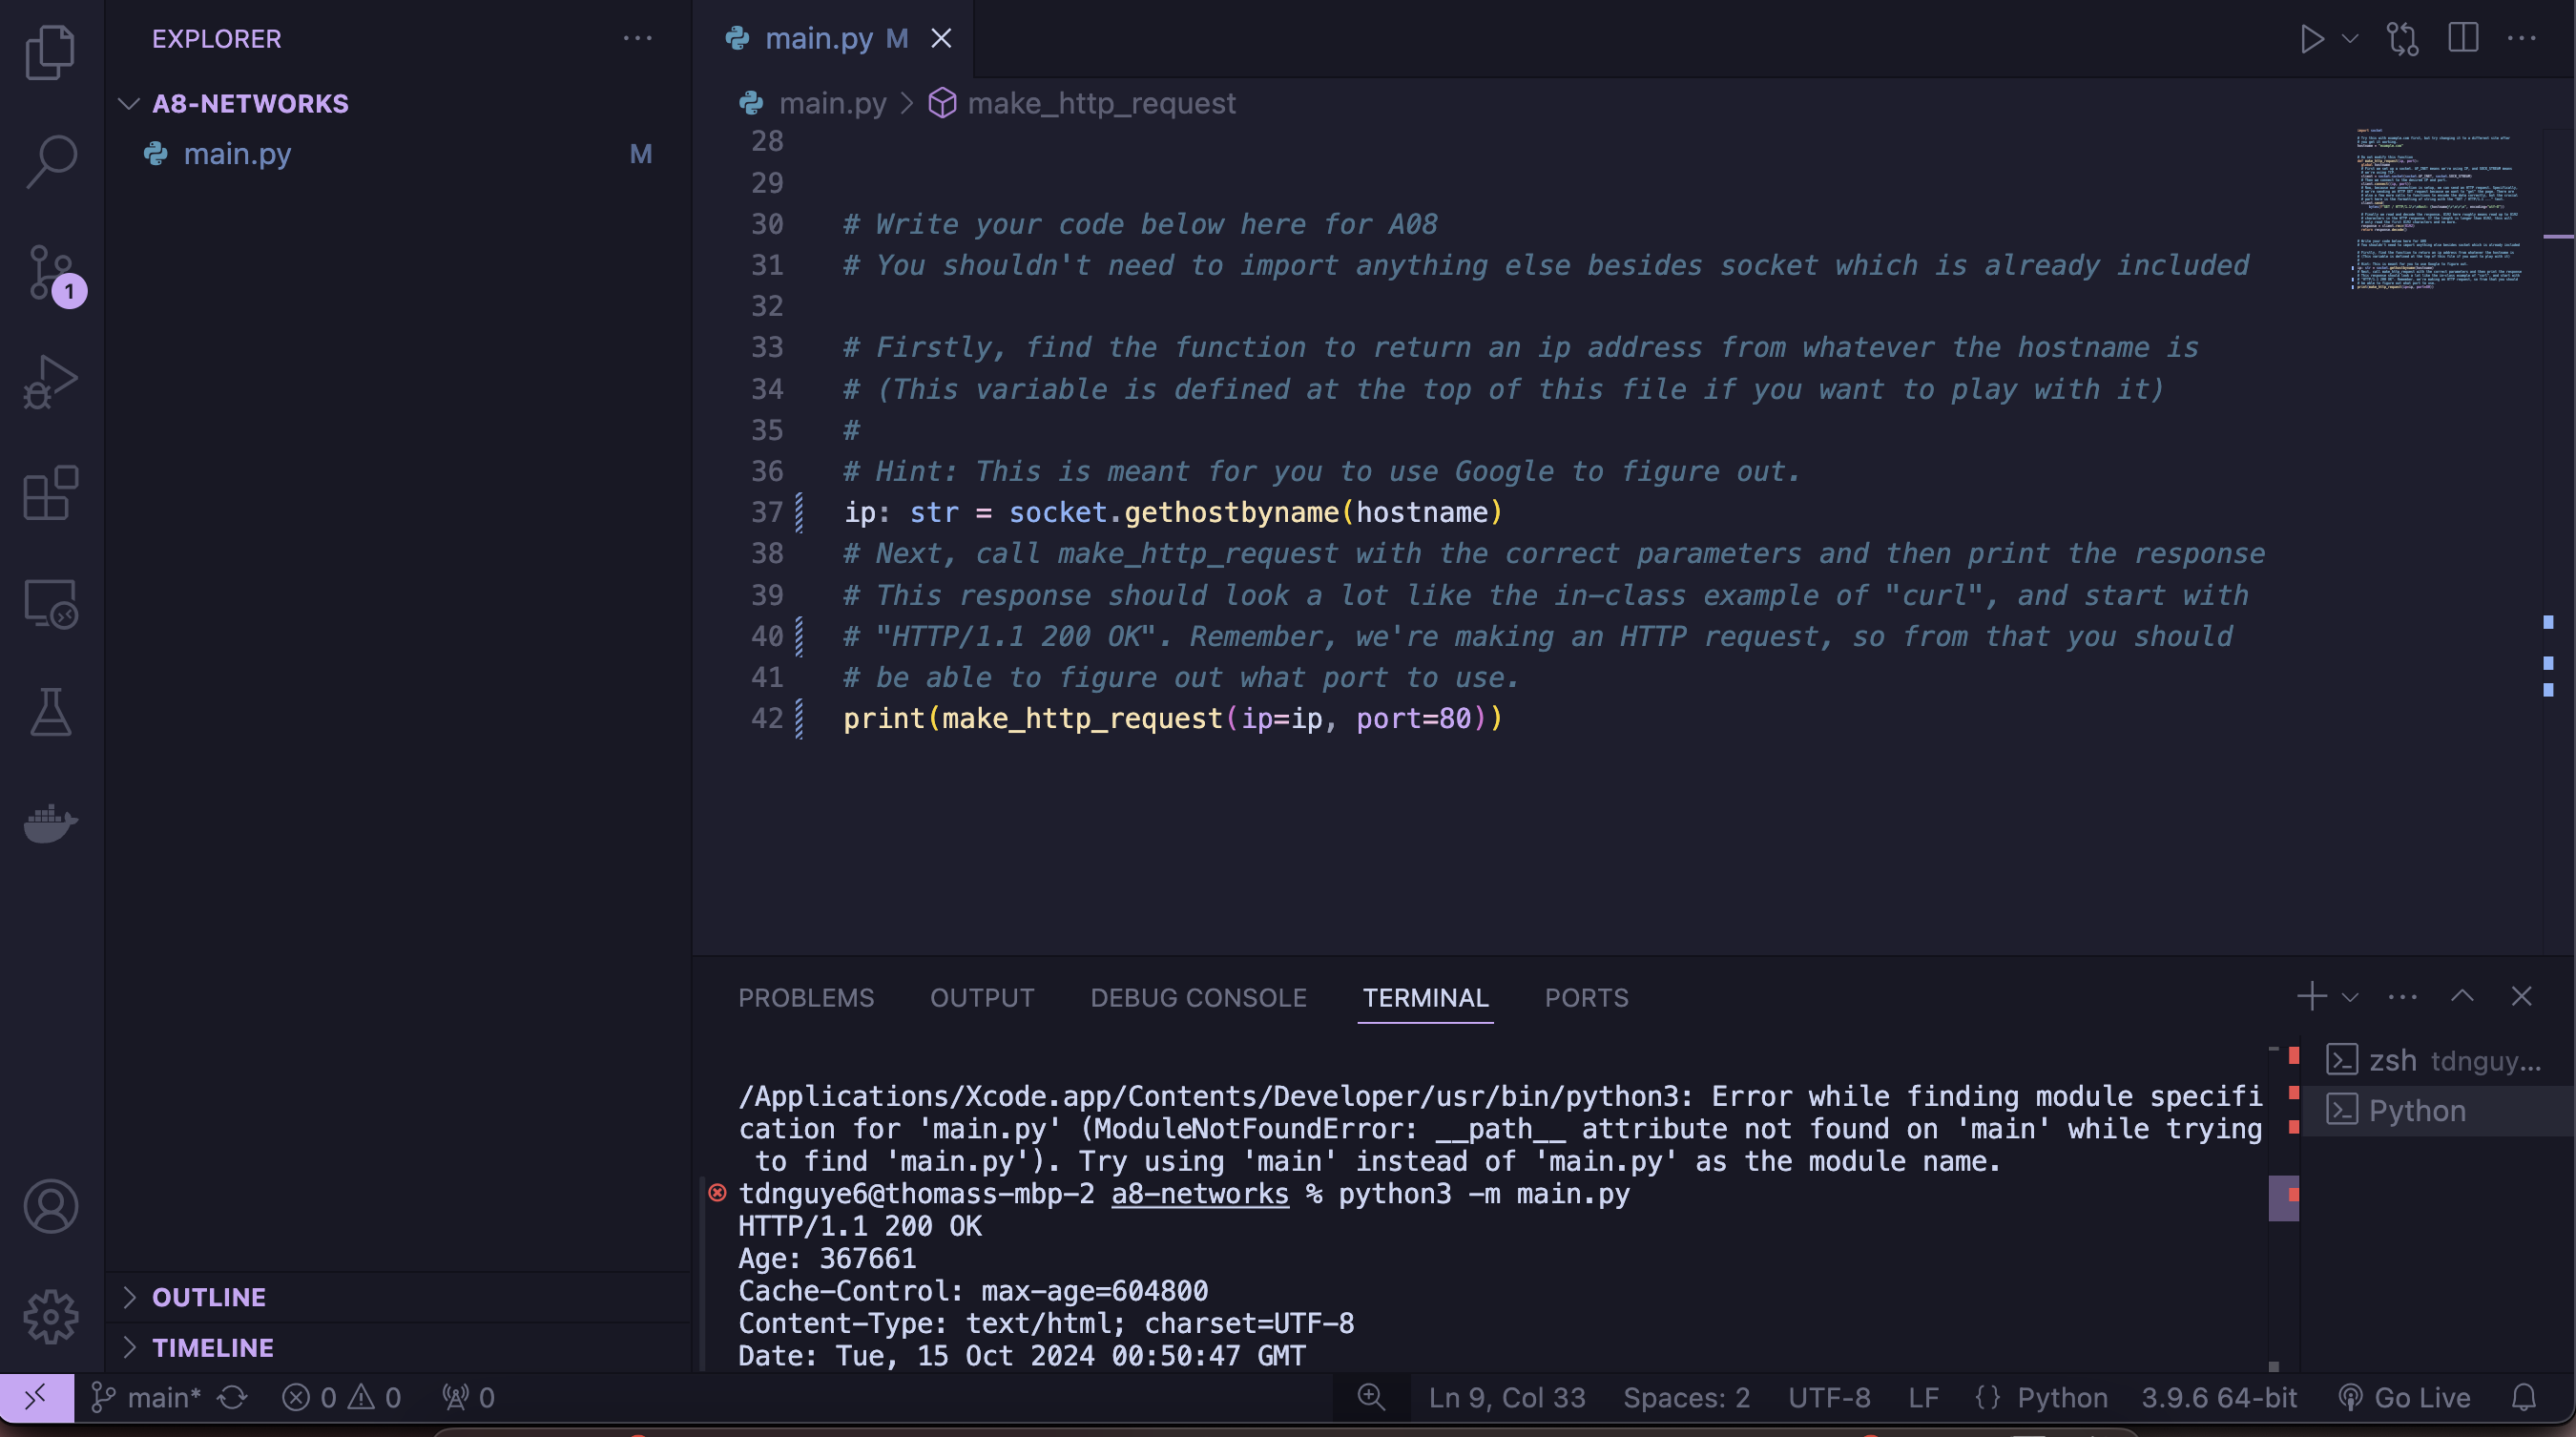 EXPLORER
A8-NETWORKS
main.py M
1
OUTLINE
TIMELINE
main.py M
main.py > make_http_request
28
29
30 # Write your code below here for A08
31 # You shouldn't need to import anything else besides socket which is already included
32
33 # Firstly, find the function to return an ip address from whatever the hostname is
34 # (This variable is defined at the top of this file if you want to play with it)
35 #
36 # Hint: This is meant for you to use Google to figure out.
37 ip: str = socket.gethostbyname(hostname)
38 # Next, call make_http_request with the correct parameters and then print the response
39 # This response should look a lot like the in-class example of "curl", and start with
40 # "HTTP/1.1 200 OK". Remember, we're making an HTTP request, so from that you should
41 # be able to figure out what port to use.
42 print(make_http_request(ip=ip, port=80))
PROBLEMS OUTPUT DEBUG CONSOLE TERMINAL PORTS
/Applications/Xcode.app/Contents/Developer/usr/bin/python3: Error while finding module specifi
cation for 'main.py' (ModuleNotFoundError: __path__ attribute not found on 'main' while trying
to find 'main.py'). Try using 'main' instead of 'main.py' as the module name.
tdnguye6@thomass-mbp-2 a8-networks % python3 -m main.py
HTTP/1.1 200 OK
Age: 367661
Cache-Control: max-age=604800
Content-Type: text/html; charset=UTF-8
Date: Tue, 15 Oct 2024 00:50:47 GMT
zsh tdnguy...
Python
main* 0 0 0 Ln 9, Col 33 Spaces: 2 UTF-8 LF {} Python 3.9.6 64-bit Go Live